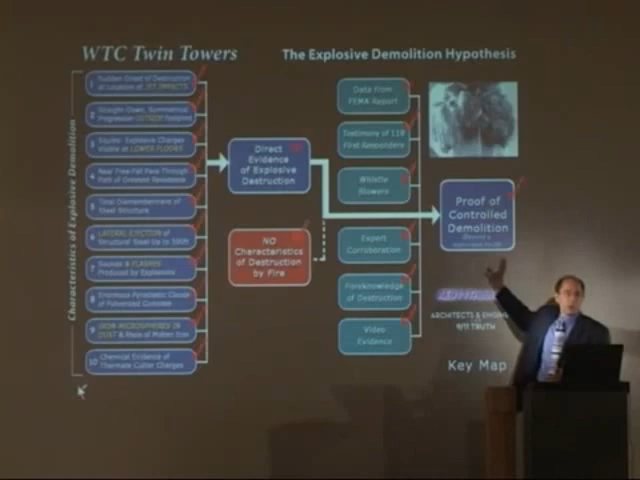 WTC Twin Towers
The Explosive Demolition Hypothesis
Characteristics of Explosive Demolition
1 Sudden Onset of Destruction
at Location of JET IMPACTS
2 Straight-Down, Symmetrical
Progression OUTSIDE Footprint
3 Squibs: Explosive Charges
Visible at LOWER FLOORS
4 Near Free-Fall Pace Through
Path of Greatest Resistance
5 Total Dismemberment of
Steel Structure
6 LATERAL EJECTION of
Structural Steel Up to
7 Sounds & FLASHES
Produced by Explosions
8 Enormous Pyroclastic Clouds
of Pulverized Concrete
9 IRON MICROSPHERES IN
DUST & of Molten Iron
10 Chemical Evidence of
Thermate Cutter Charges
Direct
Evidence
of Explosive
Destruction
NO
Characteristics
of Destruction
by Fire
Data from
FEMA Report
Testimony of 118
First Responders
Whistle
Blowers
Expert
Corroboration
Foreknowledge
of Destruction
Video
Evidence
Proof of
Controlled
Demolition
ARCHITECTS & ENGIN
9/11 TRUTH
Key Map